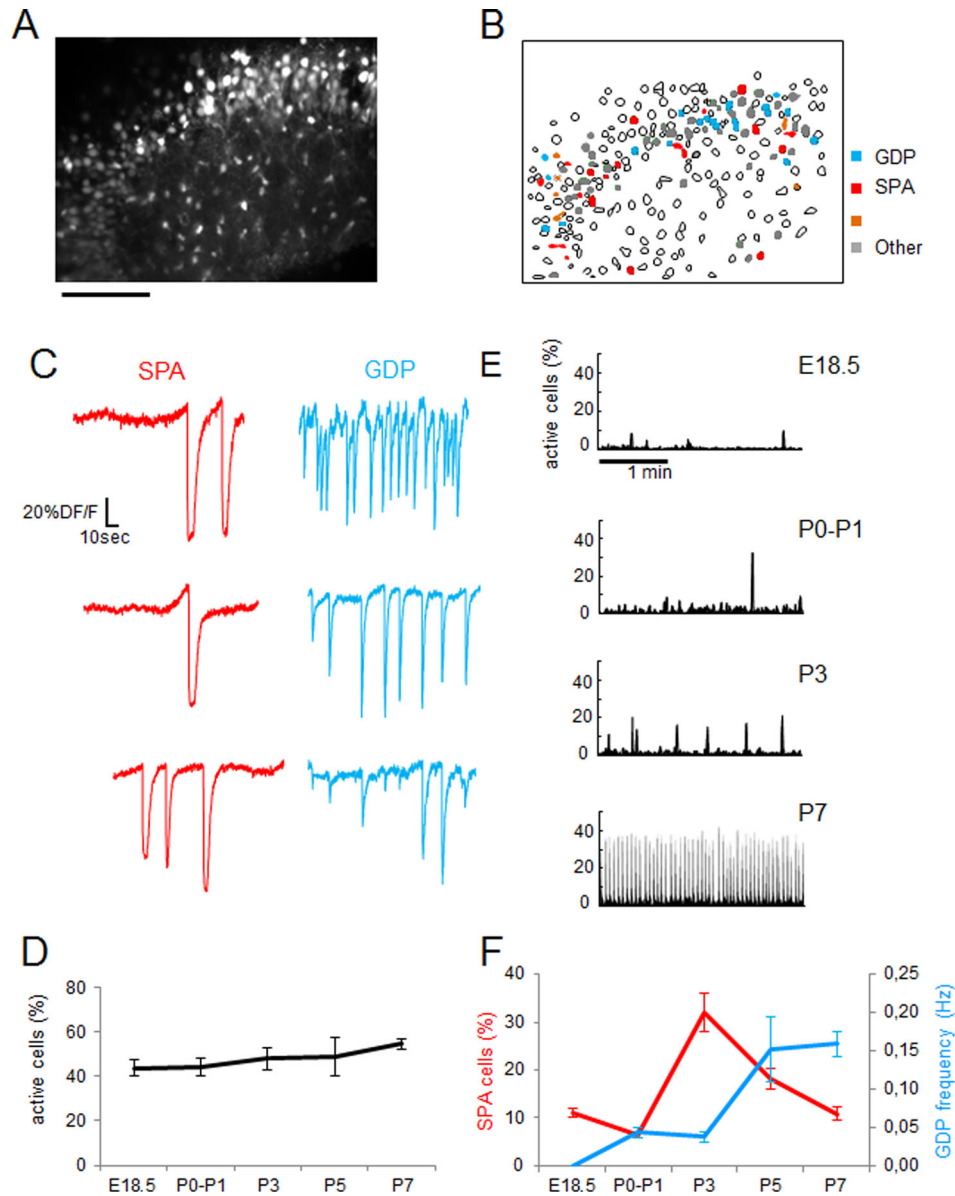 A
B
GDP
SPA
Other
C
SPA
GDP
20%DF/F
10sec
E
active cells (%)
40
20
0
1 min
E18.5
40
20
0
P0-P1
40
20
0
P3
40
20
0
P7
D
active cells (%)
80
60
40
20
0
E18.5
P0-P1
P3
P5
P7
F
SPA cells (%)
40
30
20
10
0
0,25
0,20
0,15
0,10
0,05
0,00
GDP frequency (Hz)
E18.5
P0-P1
P3
P5
P7